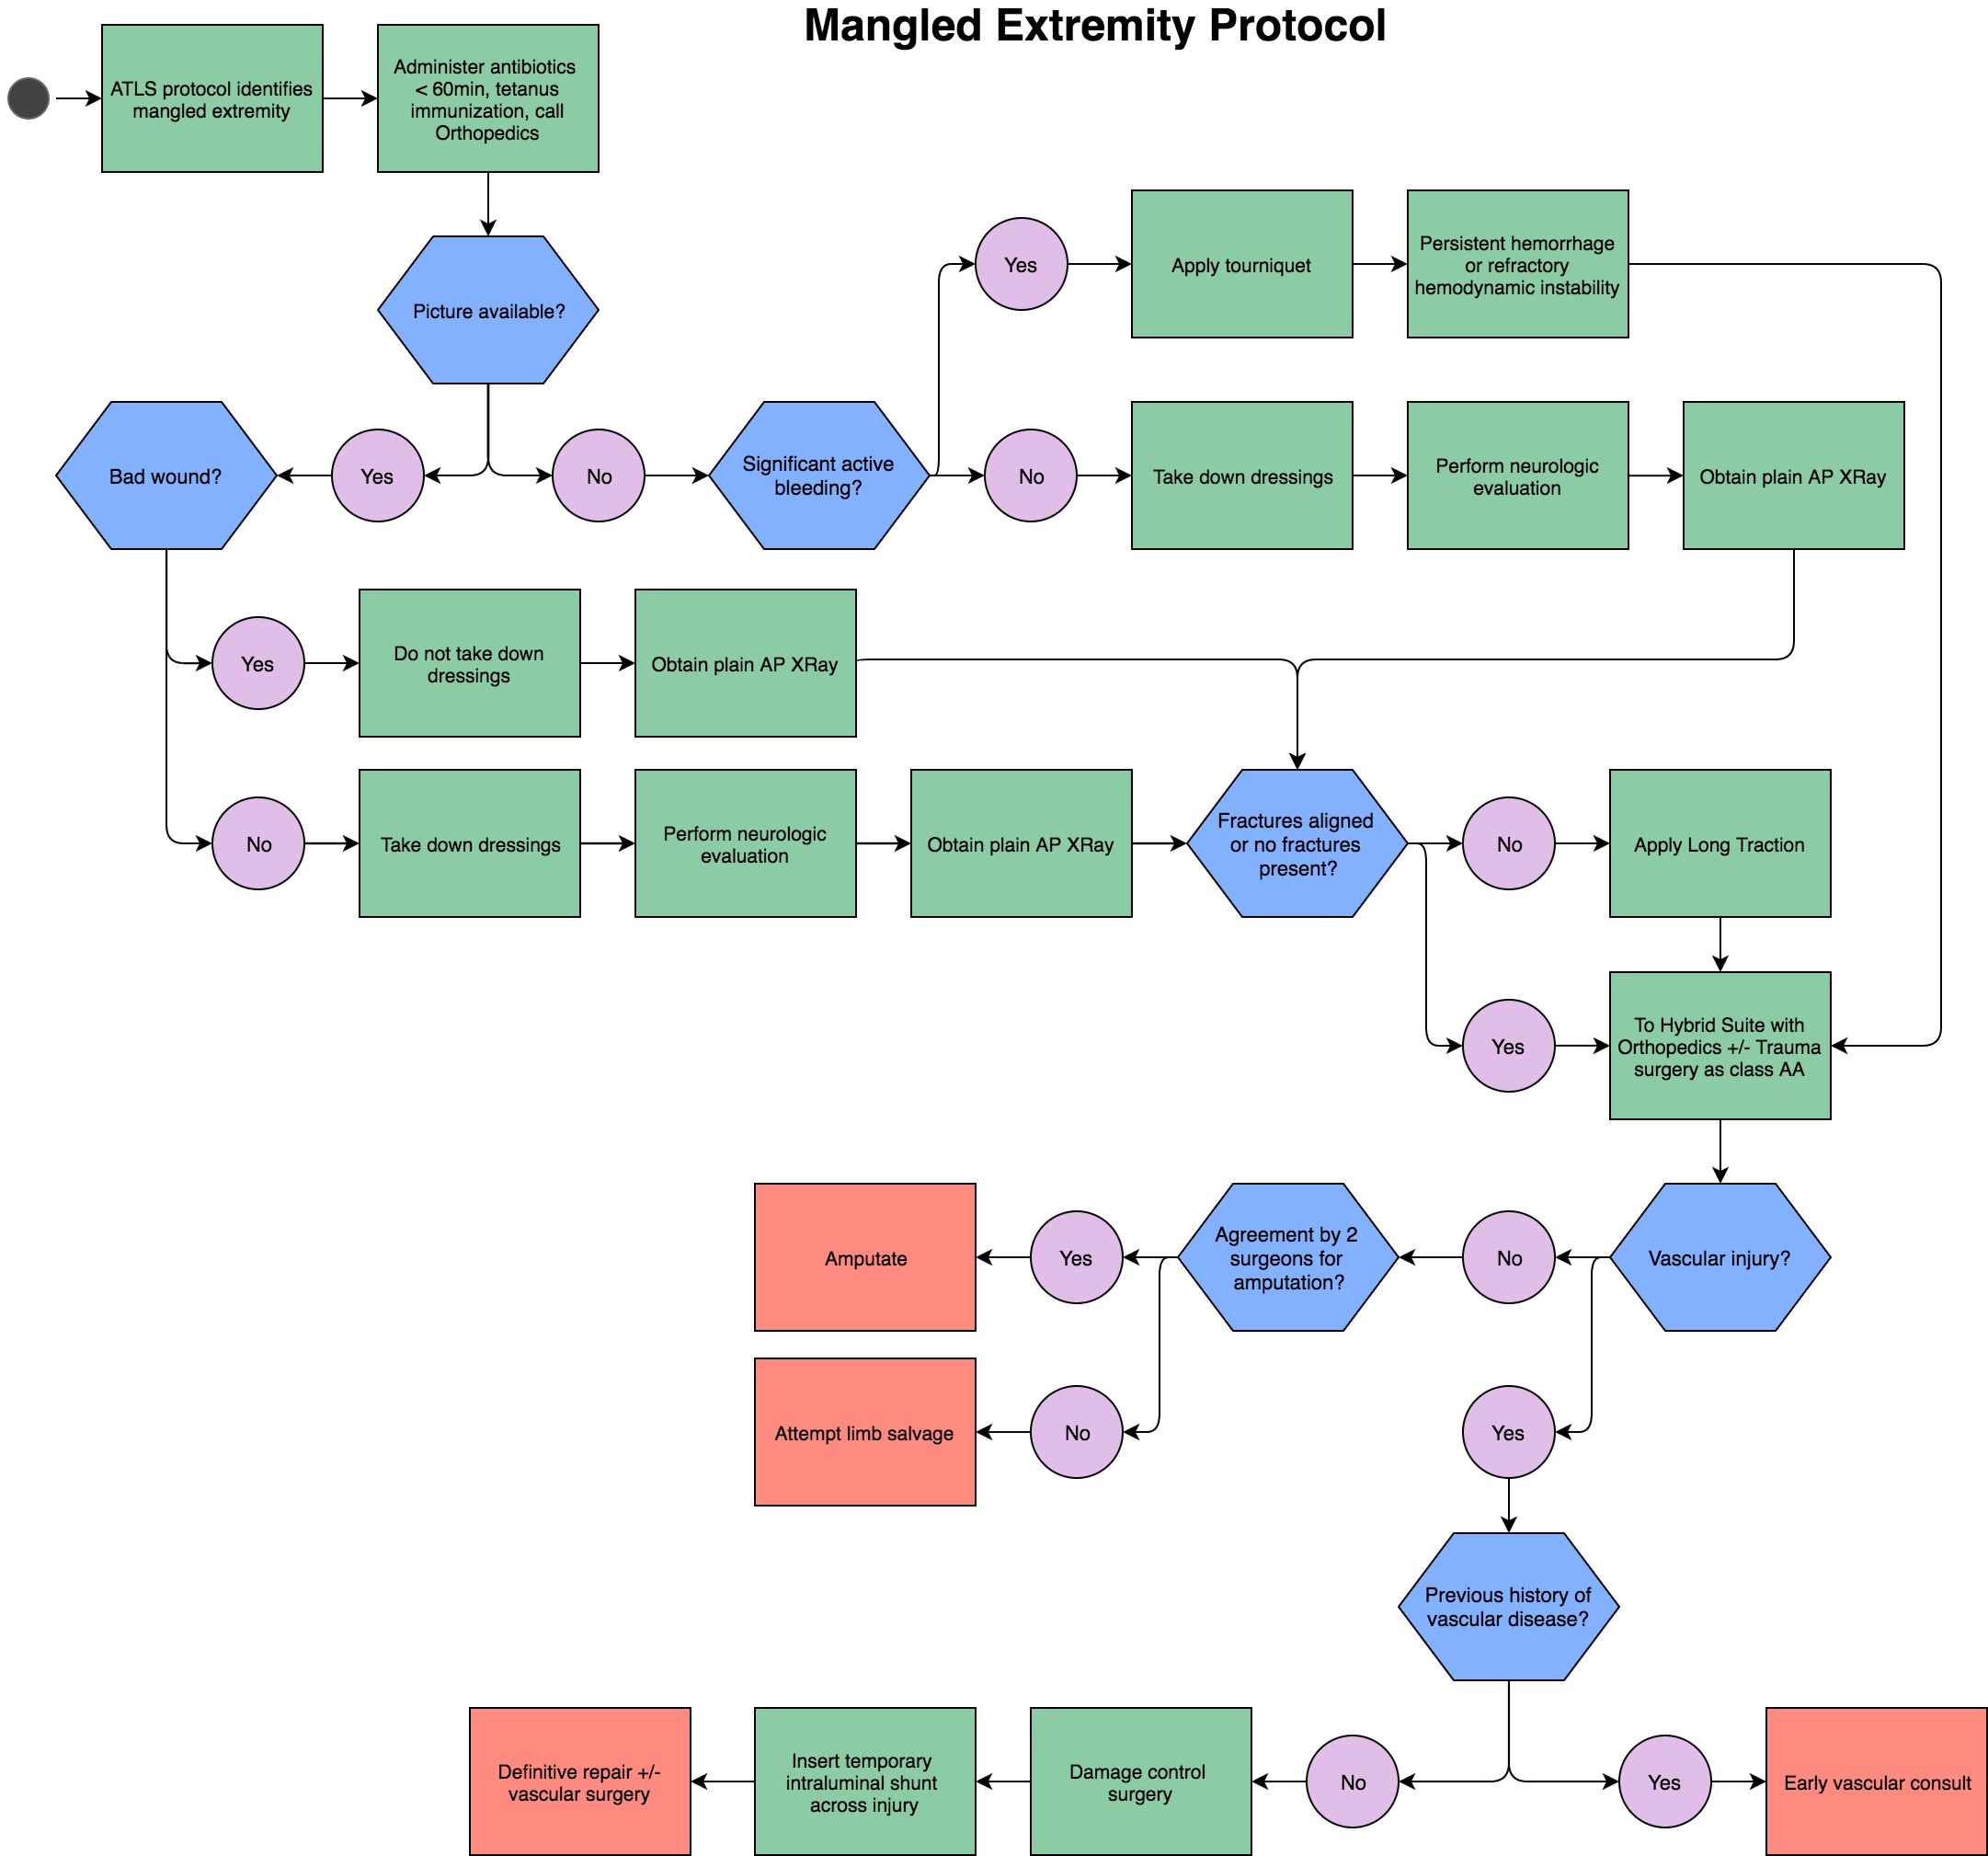 Mangled Extremity Protocol
ATLS protocol identifies
mangled extremity
Administer antibiotics
< 60min, tetanus
immunization, call
Orthopedics
Picture available?
Yes
Apply tourniquet
Persistent hemorrhage
or refractory
hemodynamic instability
Bad wound?
Yes
No
Significant active
bleeding?
No
Take down dressings
Perform neurologic
evaluation
Obtain plain AP XRay
Yes
Do not take down
dressings
Obtain plain AP XRay
No
Take down dressings
Perform neurologic
evaluation
Obtain plain AP XRay
Fractures aligned
or no fractures
present?
No
Apply Long Traction
Yes
To Hybrid Suite with
Orthopedics +/- Trauma
surgery as class AA
Amputate
Yes
Agreement by 2
surgeons for
amputation?
No
Vascular injury?
Attempt limb salvage
No
Yes
Previous history of
vascular disease?
Definitive repair +/-
vascular surgery
Insert temporary
intraluminal shunt
across injury
Damage control
surgery
No
Yes
Early vascular consult